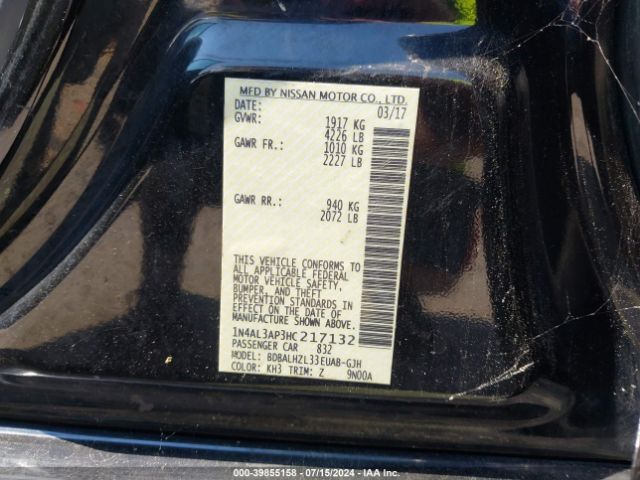 MFD BY NISSAN MOTOR CO., LTD.
DATE: 03/17
GVWR: 1917 KG
4226 LB
GAWR FR.: 1010 KG
2227 LB
GAWR RR.: 940 KG
2072 LB
THIS VEHICLE CONFORMS TO
ALL APPLICABLE FEDERAL
MOTOR VEHICLE SAFETY,
BUMPER, AND THEFT
PREVENTION STANDARDS IN
EFFECT ON THE DATE OF
MANUFACTURE SHOWN ABOVE.
1N4AL3AP3HC217132
PASSENGER CAR 832
MODEL: BDBALHZL33EUAB-GJH
COLOR: KH3 TRIM: Z 9N00A
000-39855158 - 07/15/2024 - IAA Inc.